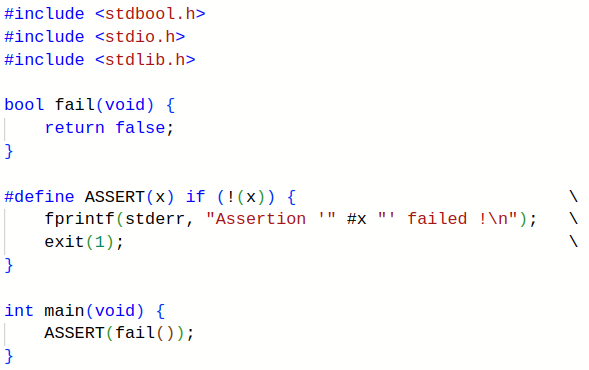 #include <stdbool.h>
#include <stdio.h>
#include <stdlib.h>
bool fail(void) {
    return false;
}
#define ASSERT(x) if (!(x)) {                          \
    fprintf(stderr, "Assertion '" #x "' failed !\n");   \
    exit(1);                                           \
}
int main(void) {
    ASSERT(fail());
}